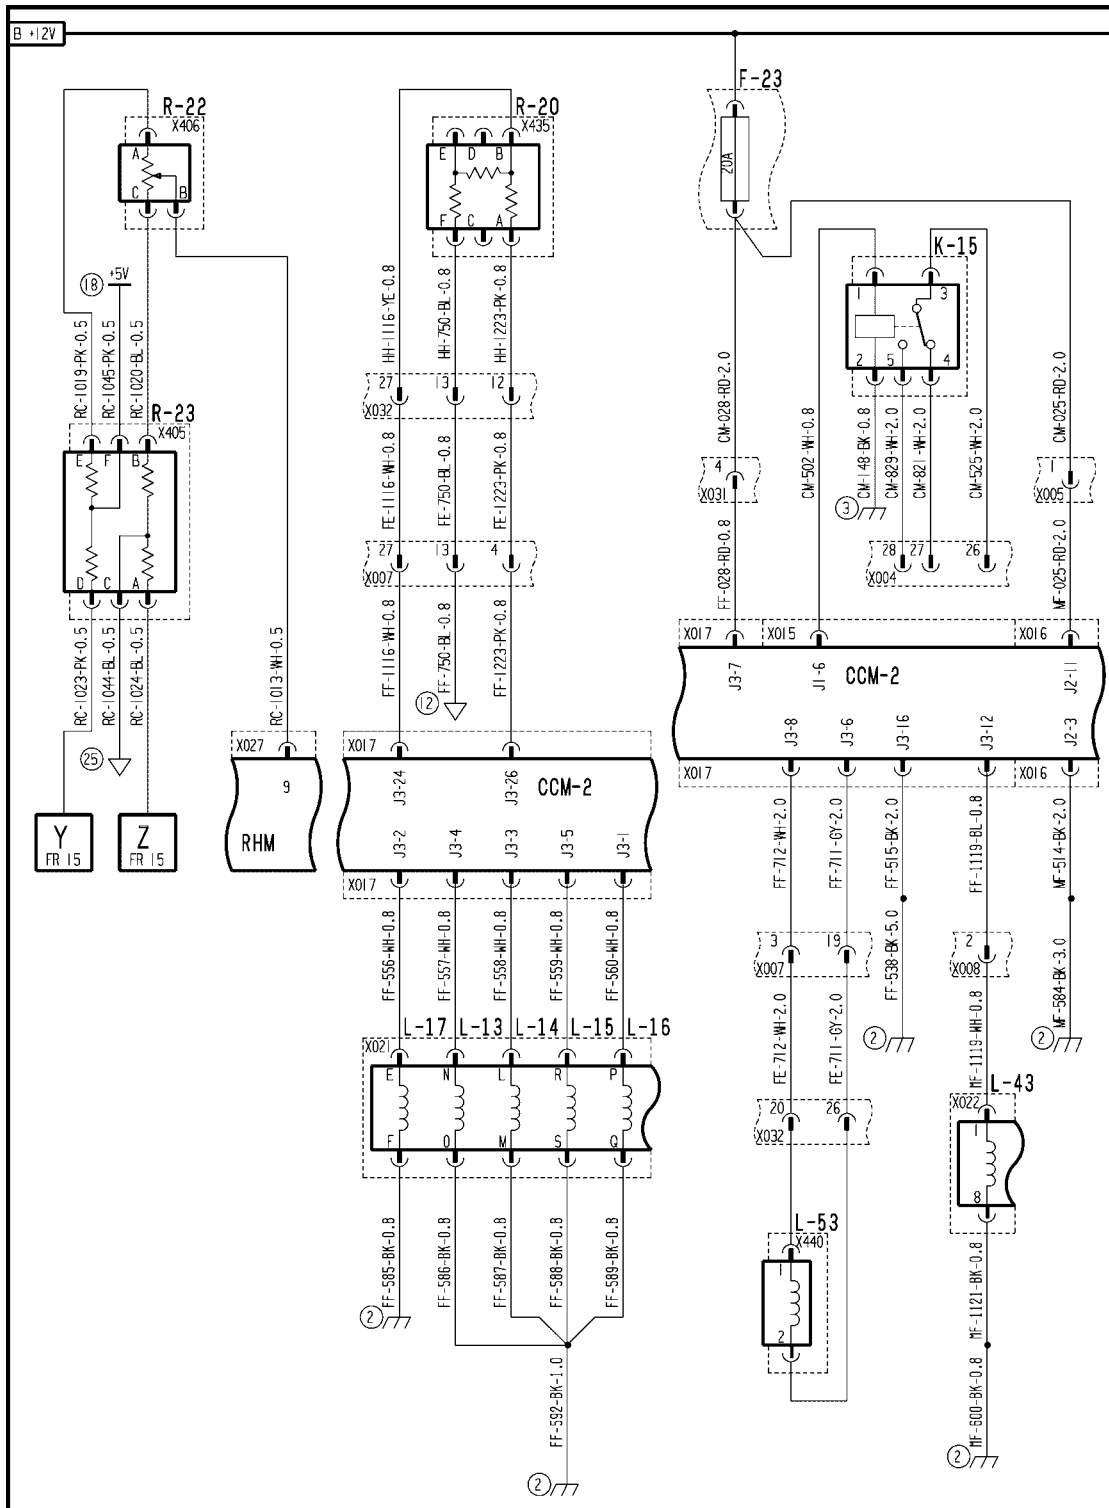 B +12V
F-23
20A
R-22
X406
A
C
B
R-20
X435
E D B
F C A
K-15
1 3
2 5 4
18
+5V
RC-1019-PK-0.5
RC-1045-PK-0.5
RC-1020-BL-0.5
HH-1116-YE-0.8
HH-750-BL-0.8
HH-1223-PK-0.8
27 13 12
X032
CM-028-RD-2.0
CM-502-WH-0.8
CM-148-BK-0.8
CM-829-WH-2.0
CM-821-WH-2.0
CM-525-WH-2.0
CM-025-RD-2.0
R-23
X405
E F B
D C A
4
X031
3
1
X005
FE-1116-WH-0.8
FE-750-BL-0.8
FE-1223-PK-0.8
27 13 4
X007
28 27 26
X004
FF-028-RD-0.8
MF-025-RD-2.0
RC-1023-PK-0.5
RC-1044-BL-0.5
RC-1024-BL-0.5
RC-1013-WH-0.5
FF-1116-WH-0.8
FF-750-BL-0.8
FF-1223-PK-0.8
12
25
X017 X015 X016
J3-7 J1-6 CCM-2 J2-11
J3-8 J3-6 J3-16 J3-12 J2-3
X017 X016
X027
9
RHM
X017
J3-24 J3-26 CCM-2
J3-2 J3-4 J3-3 J3-5 J3-1
X017
Y
FR 15
Z
FR 15
FF-712-WH-2.0
FF-711-GY-2.0
FF-515-BK-2.0
FF-1119-BL-0.8
MF-514-BK-2.0
FF-556-WH-0.8
FF-557-WH-0.8
FF-558-WH-0.8
FF-559-WH-0.8
FF-560-WH-0.8
3 19
X007
2
X008
FF-538-BK-5.0
MF-584-BK-3.0
2
2
L-17 L-13 L-14 L-15 L-16
X021
E N L R P
F O M S Q
FE-712-WH-2.0
FE-711-GY-2.0
MF-1119-WH-0.8
20 26
X032
L-43
X022
1
8
FF-585-BK-0.8
FF-586-BK-0.8
FF-587-BK-0.8
FF-588-BK-0.8
FF-589-BK-0.8
2
L-53
X440
1
2
MF-1121-BK-0.8
FF-592-BK-1.0
MF-600-BK-0.8
2
2